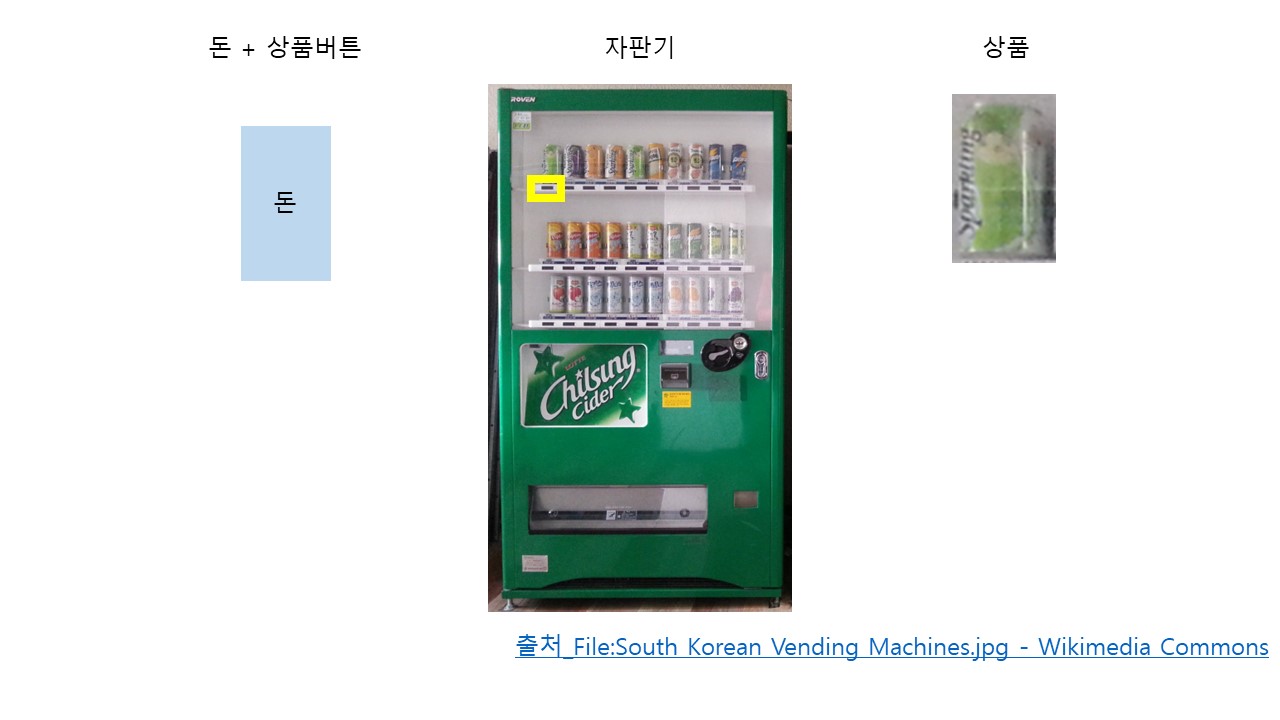 돈 + 상품버튼
자판기
상품
돈
ROVEN
Sparkling
LOTTE
Chilsung
Cider
출처_File:South Korean Vending Machines.jpg - Wikimedia Commons